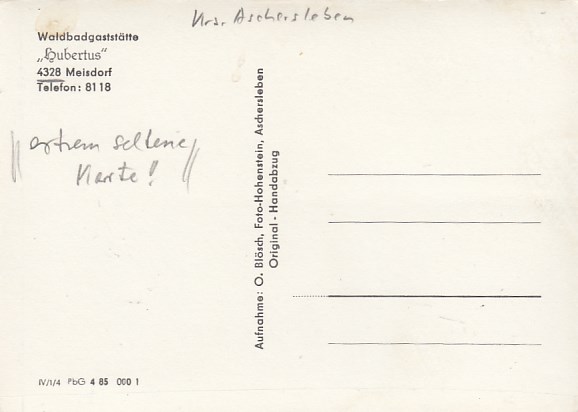 Krs. Aschersleben
Waldbadgaststätte
„Hubertus"
4328 Meisdorf
Telefon: 8118
extrem seltene
Karte!
Aufnahme: O. Blösch, Foto-Hohenstein, Aschersleben
Original - Handabzug
IV/1/4 PbG 4 85 000 1